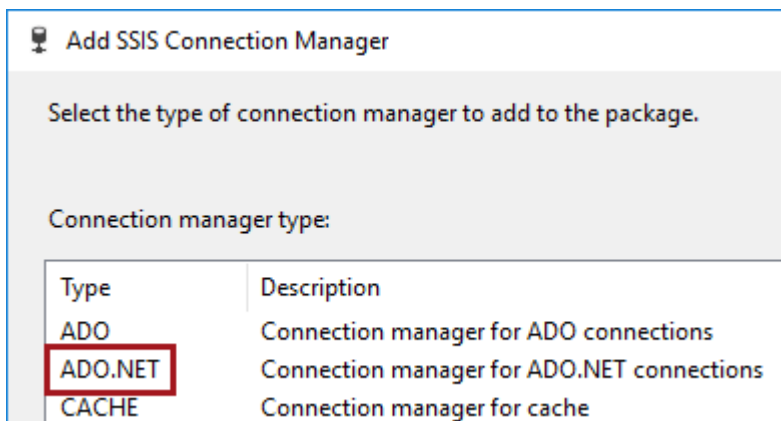 Add SSIS Connection Manager
Select the type of connection manager to add to the package.
Connection manager type:
Type Description
ADO Connection manager for ADO connections
ADO.NET Connection manager for ADO.NET connections
CACHE Connection manager for cache